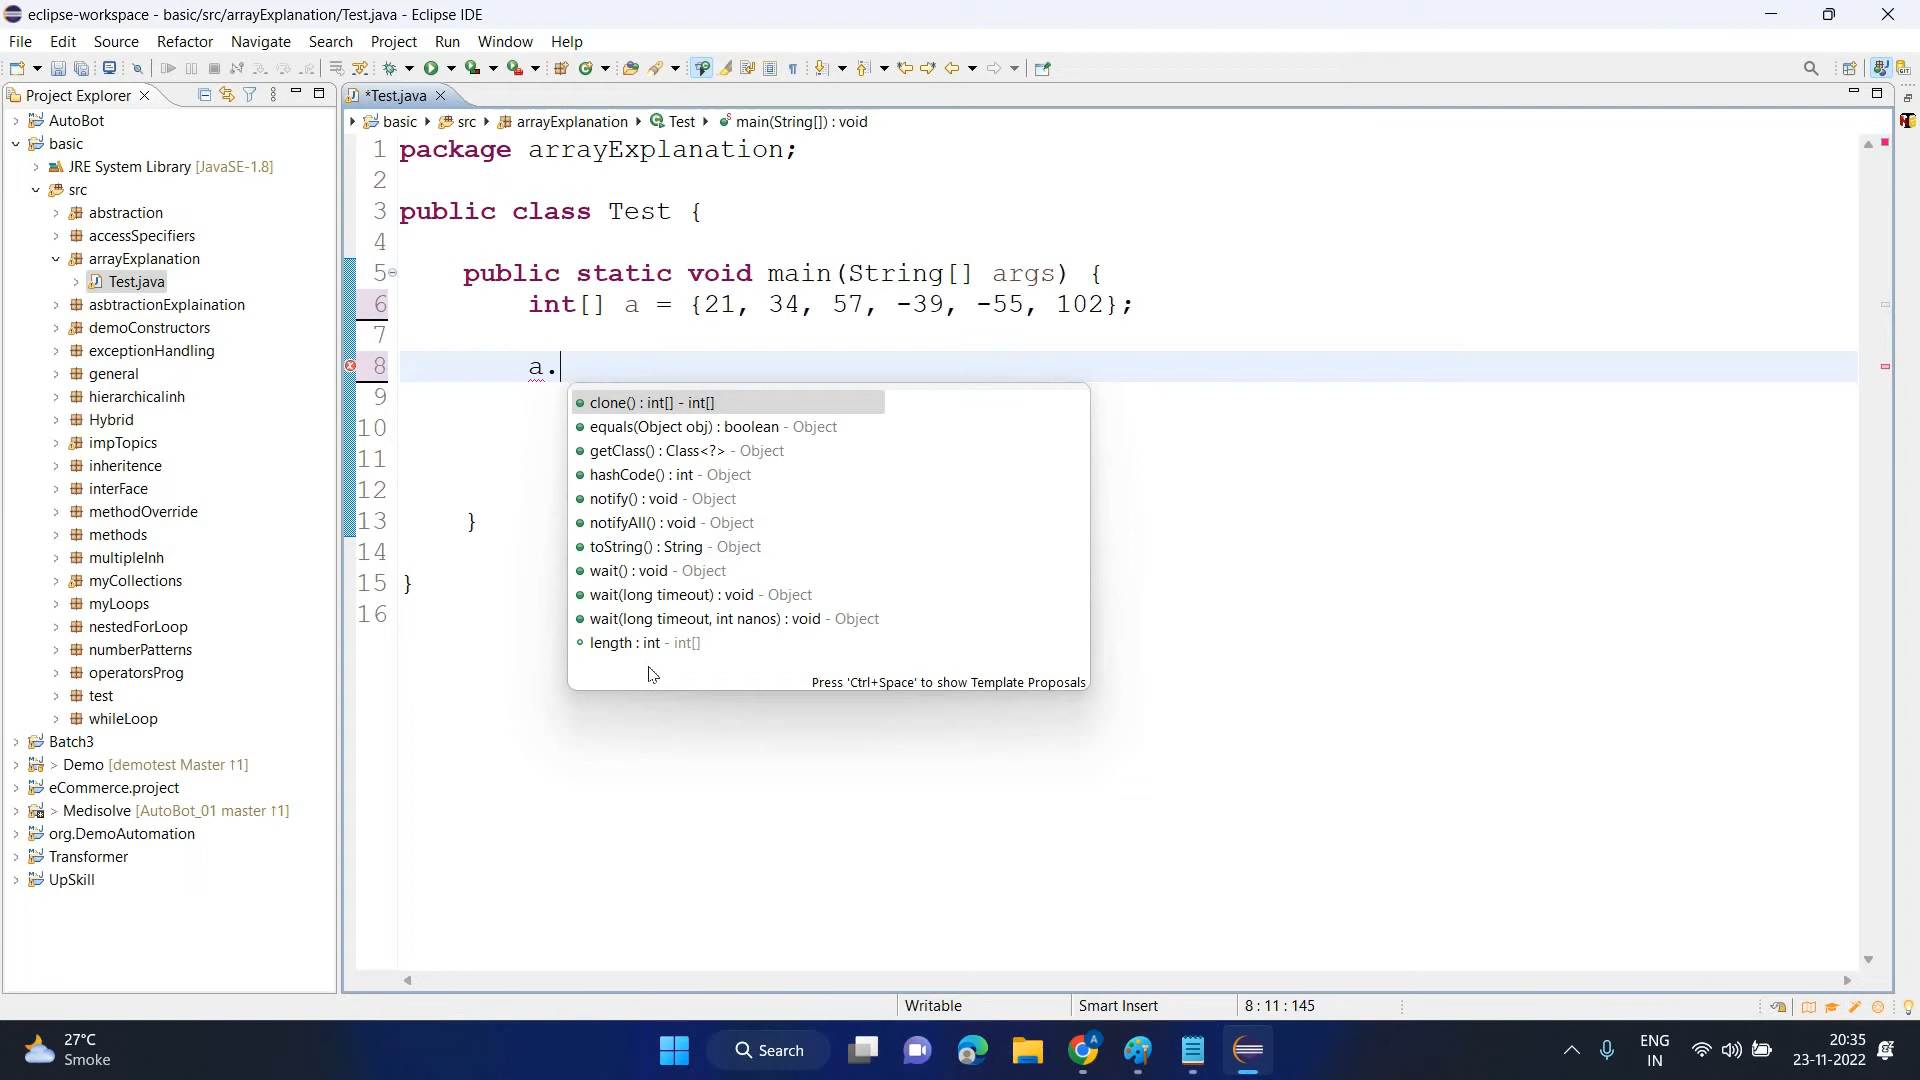 eclipse-workspace - basic/src/arrayExplanation/Test.java - Eclipse IDE
File Edit Source Refactor Navigate Search Project Run Window Help
Project Explorer
*Test.java
AutoBot
basic
JRE System Library [JavaSE-1.8]
src
abstraction
accessSpecifiers
arrayExplanation
Test.java
asbtractionExplaination
demoConstructors
exceptionHandling
general
hierarchicalinh
Hybrid
impTopics
inheritence
interFace
methodOverride
methods
multipleInh
myCollections
myLoops
nestedForLoop
numberPatterns
operatorsProg
test
whileLoop
Batch3
> Demo [demotest Master ↑1]
eCommerce.project
> Medisolve [AutoBot_01 master ↑1]
org.DemoAutomation
Transformer
UpSkill
basic src arrayExplanation Test main(String[]) : void
1 package arrayExplanation;
2
3 public class Test {
4
5 public static void main(String[] args) {
6 int[] a = {21, 34, 57, -39, -55, 102};
7
8 a.
9
10
11
12
13 }
14
15 }
16
clone() : int[] - int[]
equals(Object obj) : boolean - Object
getClass() : Class<?> - Object
hashCode() : int - Object
notify() : void - Object
notifyAll() : void - Object
toString() : String - Object
wait() : void - Object
wait(long timeout) : void - Object
wait(long timeout, int nanos) : void - Object
length : int - int[]
Press 'Ctrl+Space' to show Template Proposals
Writable Smart Insert 8 : 11 : 145
27°C
Smoke
Search
ENG
IN
20:35
23-11-2022